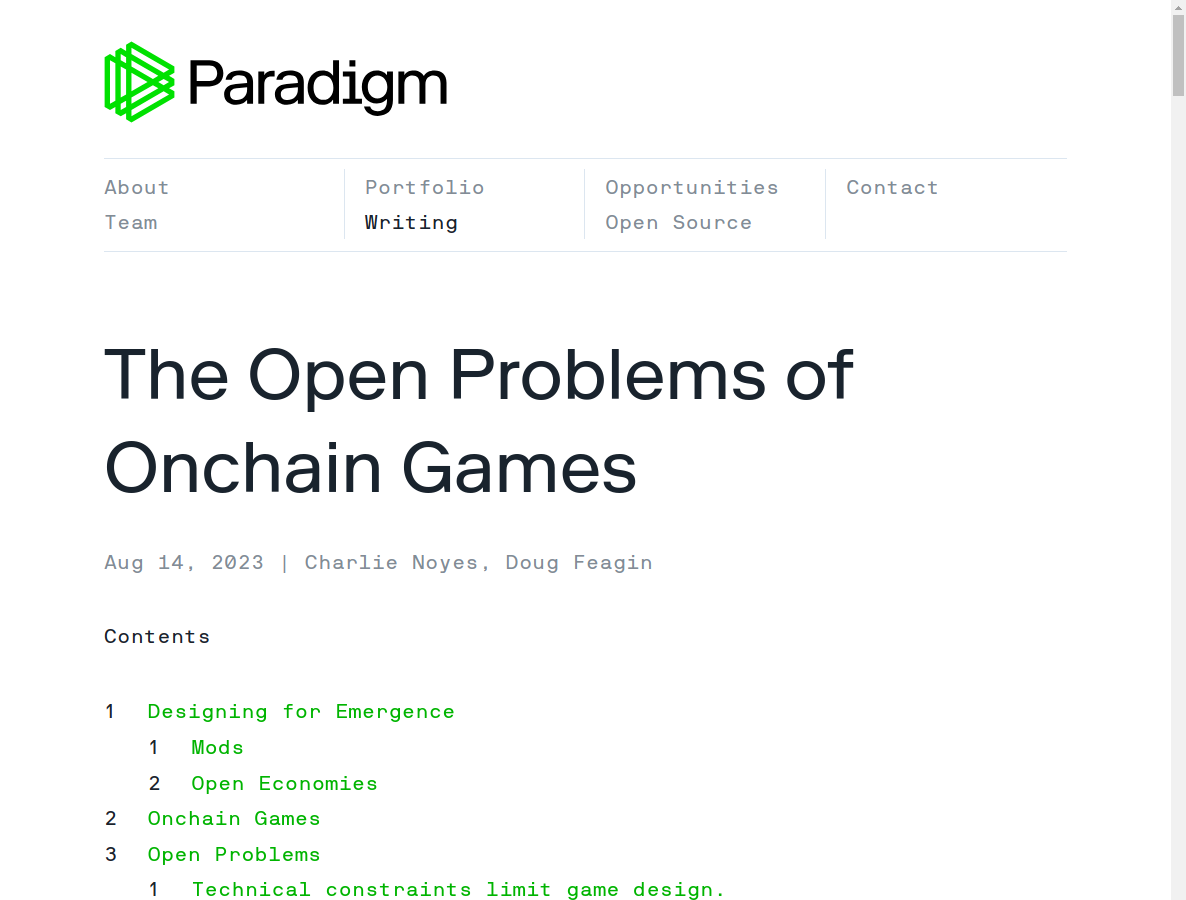 Paradigm
About
Portfolio
Opportunities
Contact
Team
Writing
Open Source
The Open Problems of
Onchain Games
Aug 14, 2023 | Charlie Noyes, Doug Feagin
Contents
1 Designing for Emergence
1 Mods
2 Open Economies
2 Onchain Games
3 Open Problems
1 Technical constraints limit game design.